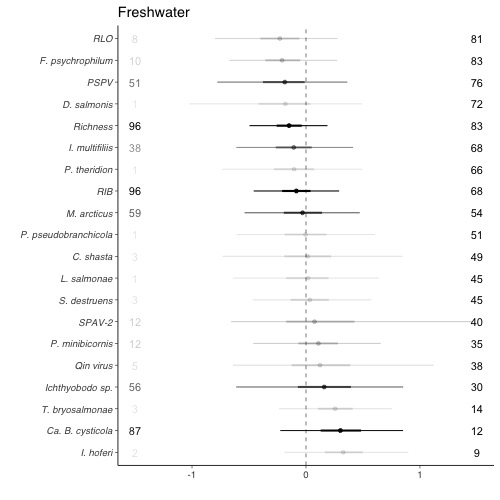 Freshwater
RLO 8 81
F. psychrophilum 10 83
PSPV 51 76
D. salmonis 1 72
Richness 96 83
I. multifiliis 38 68
P. theridion 1 66
RIB 96 68
M. arcticus 59 54
P. pseudobranchicola 1 51
C. shasta 3 49
L. salmonae 1 45
S. destruens 3 45
SPAV-2 12 40
P. minibicornis 12 35
Qin virus 5 38
Ichthyobodo sp. 56 30
T. bryosalmonae 3 14
Ca. B. cysticola 87 12
I. hoferi 2 9
-1 0 1